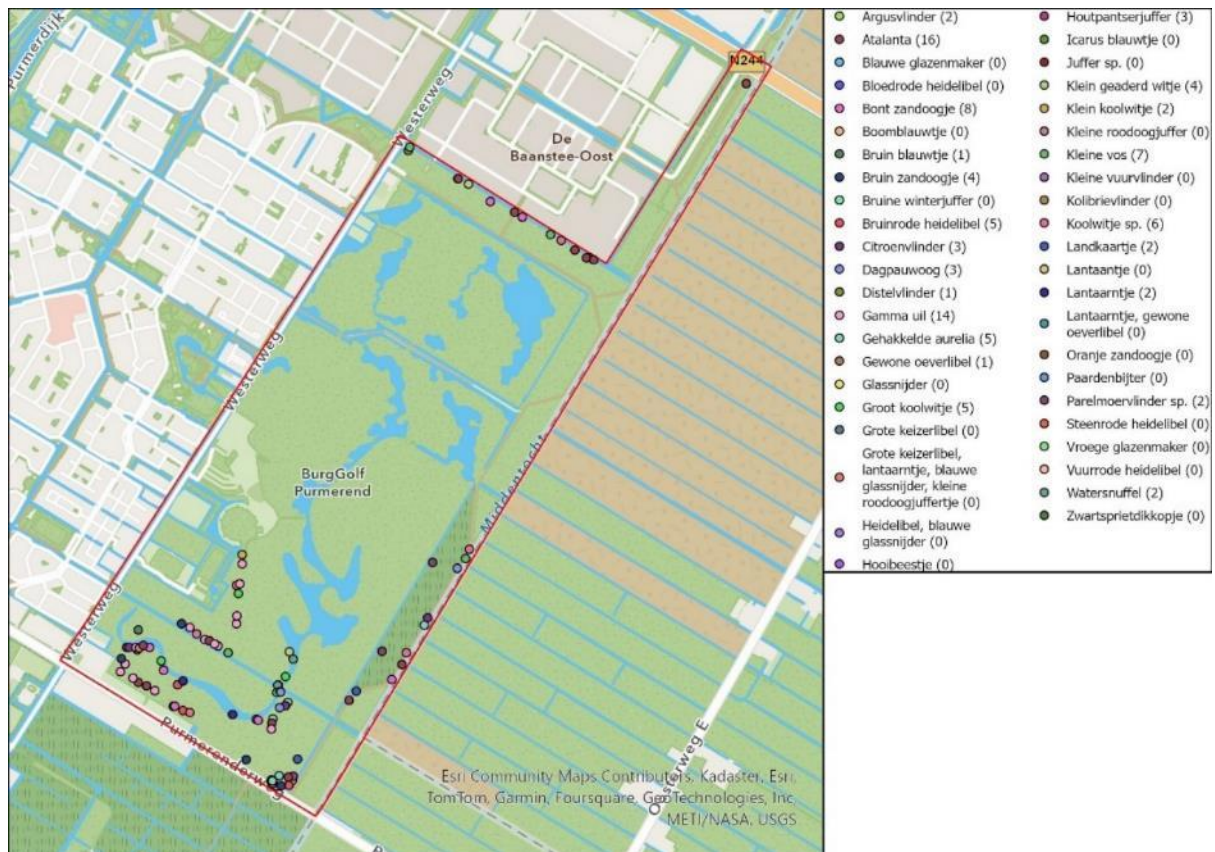 Purmerdijk
Westerweg
N244
De
Baanstee-Oost
Westerweg
BurgGolf
Purmerend
Middentocht
Westerweg
Purmerenderweg
Oosterweg E
Esri Community Maps Contributors, Kadaster, Esri,
TomTom, Garmin, Foursquare, GeoTechnologies, Inc,
METI/NASA, USGS
Argusvlinder (2)
Atalanta (16)
Blauwe glazenmaker (0)
Bloedrode heidelibel (0)
Bont zandoogje (8)
Boomblauwtje (0)
Bruin blauwtje (1)
Bruin zandoogje (4)
Bruine winterjuffer (0)
Bruinrode heidelibel (5)
Citroenvlinder (3)
Dagpauwoog (3)
Distelvlinder (1)
Gamma uil (14)
Gehakkelde aurelia (5)
Gewone oeverlibel (1)
Glassnijder (0)
Groot koolwitje (5)
Grote keizerlibel (0)
Grote keizerlibel,
lantaarntje, blauwe
glassnijder, kleine
roodoogjuffertje (0)
Heidelibel, blauwe
glassnijder (0)
Hooibeestje (0)
Houtpantserjuffer (3)
Icarus blauwtje (0)
Juffer sp. (0)
Klein geaderd witje (4)
Klein koolwitje (2)
Kleine roodoogjuffer (0)
Kleine vos (7)
Kleine vuurvlinder (0)
Kolibrievlinder (0)
Koolwitje sp. (6)
Landkaartje (2)
Lantaantje (0)
Lantaarntje (2)
Lantaarntje, gewone
oeverlibel (0)
Oranje zandoogje (0)
Paardenbijter (0)
Parelmoervlinder sp. (2)
Steenrode heidelibel (0)
Vroege glazenmaker (0)
Vuurrode heidelibel (0)
Watersnuffel (2)
Zwartsprietdikkopje (0)